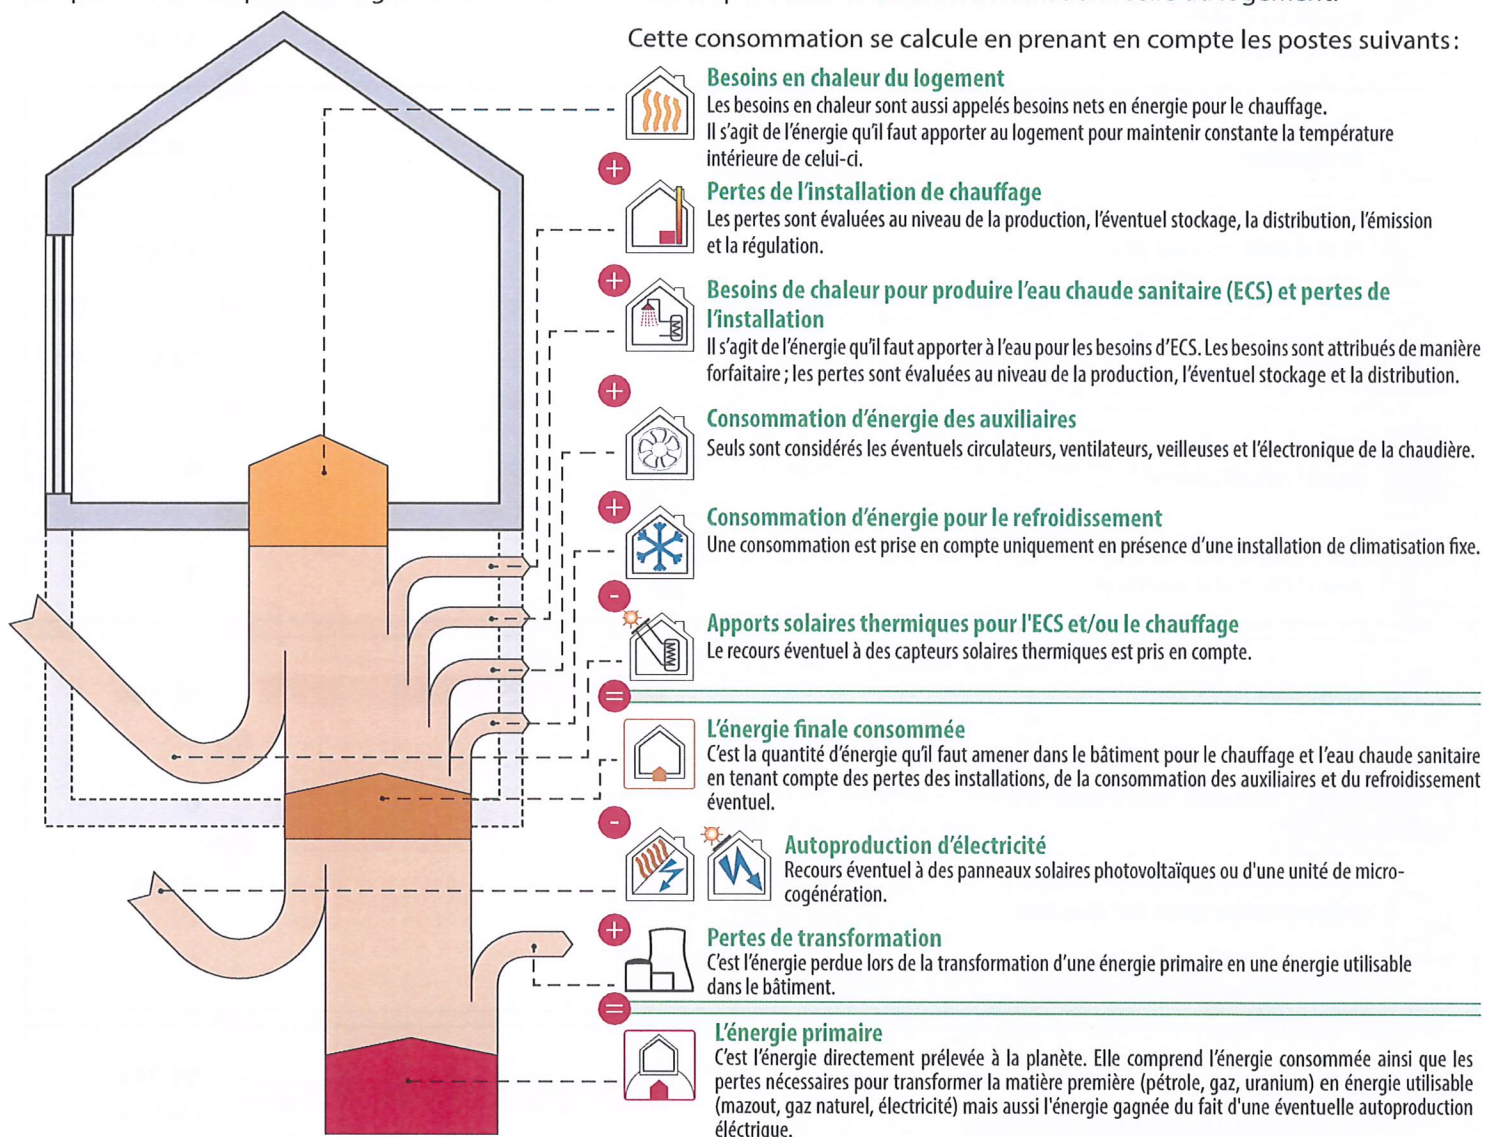 Cette consommation se calcule en prenant en compte les postes suivants :
Besoins en chaleur du logement
Les besoins en chaleur sont aussi appelés besoins nets en énergie pour le chauffage.
Il s'agit de l'énergie qu'il faut apporter au logement pour maintenir constante la température
intérieure de celui-ci.
+
Pertes de l'installation de chauffage
Les pertes sont évaluées au niveau de la production, l'éventuel stockage, la distribution, l'émission
et la régulation.
+
Besoins de chaleur pour produire l'eau chaude sanitaire (ECS) et pertes de
l'installation
Il s'agit de l'énergie qu'il faut apporter à l'eau pour les besoins d'ECS. Les besoins sont attribués de manière
forfaitaire ; les pertes sont évaluées au niveau de la production, l'éventuel stockage et la distribution.
+
Consommation d'énergie des auxiliaires
Seuls sont considérés les éventuels circulateurs, ventilateurs, veilleuses et l'électronique de la chaudière.
+
Consommation d'énergie pour le refroidissement
Une consommation est prise en compte uniquement en présence d'une installation de climatisation fixe.
-
Apports solaires thermiques pour l'ECS et/ou le chauffage
Le recours éventuel à des capteurs solaires thermiques est pris en compte.
=
L'énergie finale consommée
C'est la quantité d'énergie qu'il faut amener dans le bâtiment pour le chauffage et l'eau chaude sanitaire
en tenant compte des pertes des installations, de la consommation des auxiliaires et du refroidissement
éventuel.
-
Autoproduction d'électricité
Recours éventuel à des panneaux solaires photovoltaïques ou d'une unité de micro-
cogénération.
+
Pertes de transformation
C'est l'énergie perdue lors de la transformation d'une énergie primaire en une énergie utilisable
dans le bâtiment.
=
L'énergie primaire
C'est l'énergie directement prélevée à la planète. Elle comprend l'énergie consommée ainsi que les
pertes nécessaires pour transformer la matière première (pétrole, gaz, uranium) en énergie utilisable
(mazout, gaz naturel, électricité) mais aussi l'énergie gagnée du fait d'une éventuelle autoproduction
éléctrique.